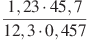 1,23 · 45,7
12,3 · 0,457